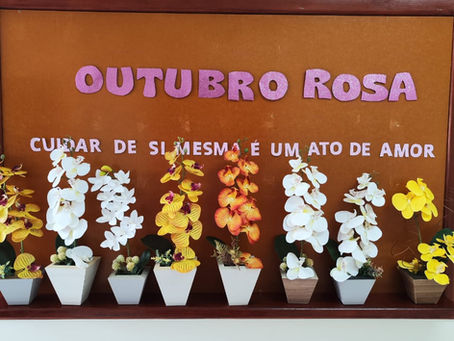 OUTUBRO ROSA
CUIDAR DE SI MESMA É UM ATO DE AMOR